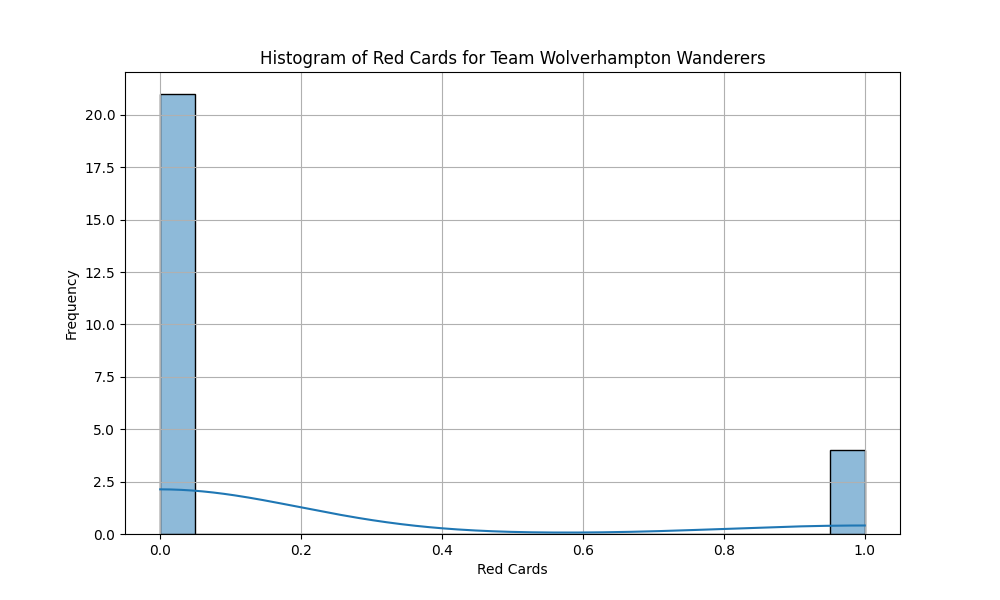 Histogram of Red Cards for Team Wolverhampton Wanderers
20.0
17.5
15.0
12.5
10.0
7.5
5.0
2.5
0.0
Frequency
0.0 0.2 0.4 0.6 0.8 1.0
Red Cards